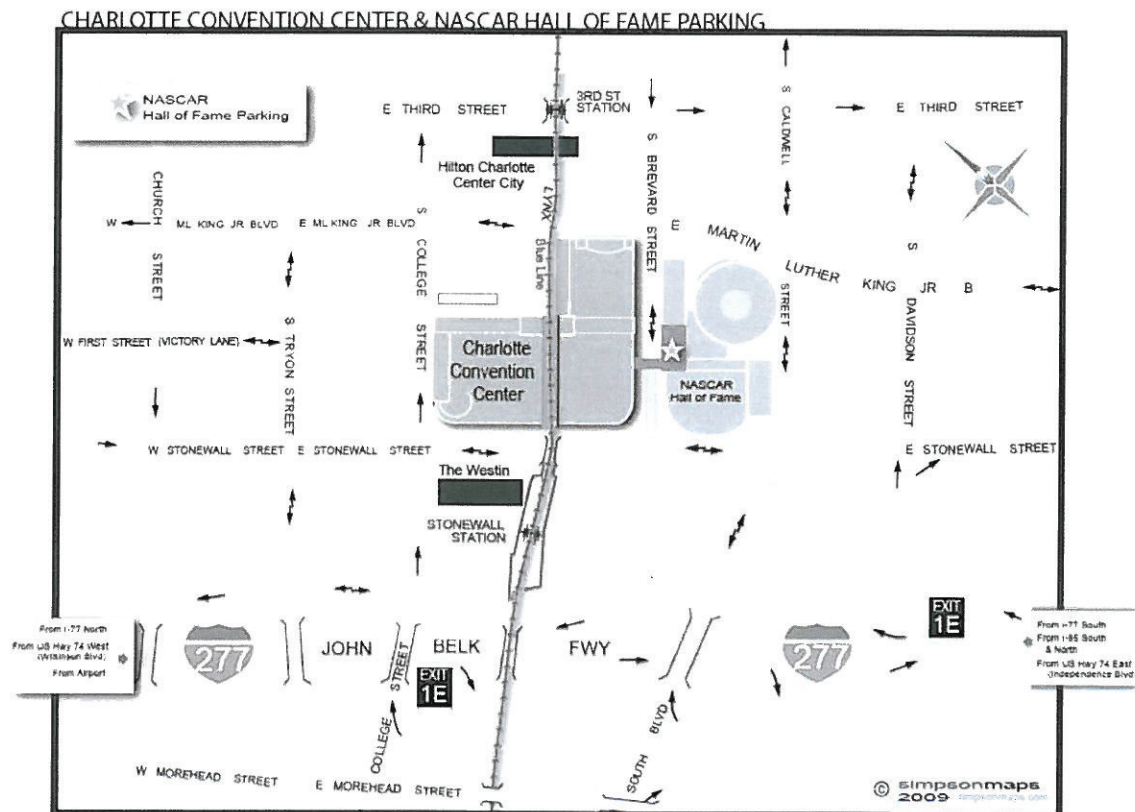 CHARLOTTE CONVENTION CENTER & NASCAR HALL OF FAME PARKING
NASCAR
Hall of Fame Parking
E THIRD STREET
3RD ST
STATION
E THIRD STREET
S CALDWELL
STREET
Hilton Charlotte
Center City
S BREVARD STREET
CHURCH STREET
W
ML KING JR BLVD
E ML KING JR BLVD
S COLLEGE STREET
LYNX
Blue Line
E MARTIN LUTHER KING JR B
S DAVIDSON STREET
W FIRST STREET (VICTORY LANE)
S TRYON STREET
Charlotte
Convention
Center
NASCAR
Hall of Fame
W STONEWALL STREET
E STONEWALL STREET
E STONEWALL STREET
The Westin
STONEWALL
STATION
From I-77 North
From US Hwy 74 West
(Wilkinson Blvd)
From Airport
277
JOHN BELK FWY
277
EXIT
1E
From I-77 South
From I-85 South
& North
From US Hwy 74 East
(Independence Blvd
EXIT
1E
COLLEGE STREET
SOUTH BLVD
W MOREHEAD STREET
E MOREHEAD STREET
© simpsonmaps
2009 simpsonmaps.com